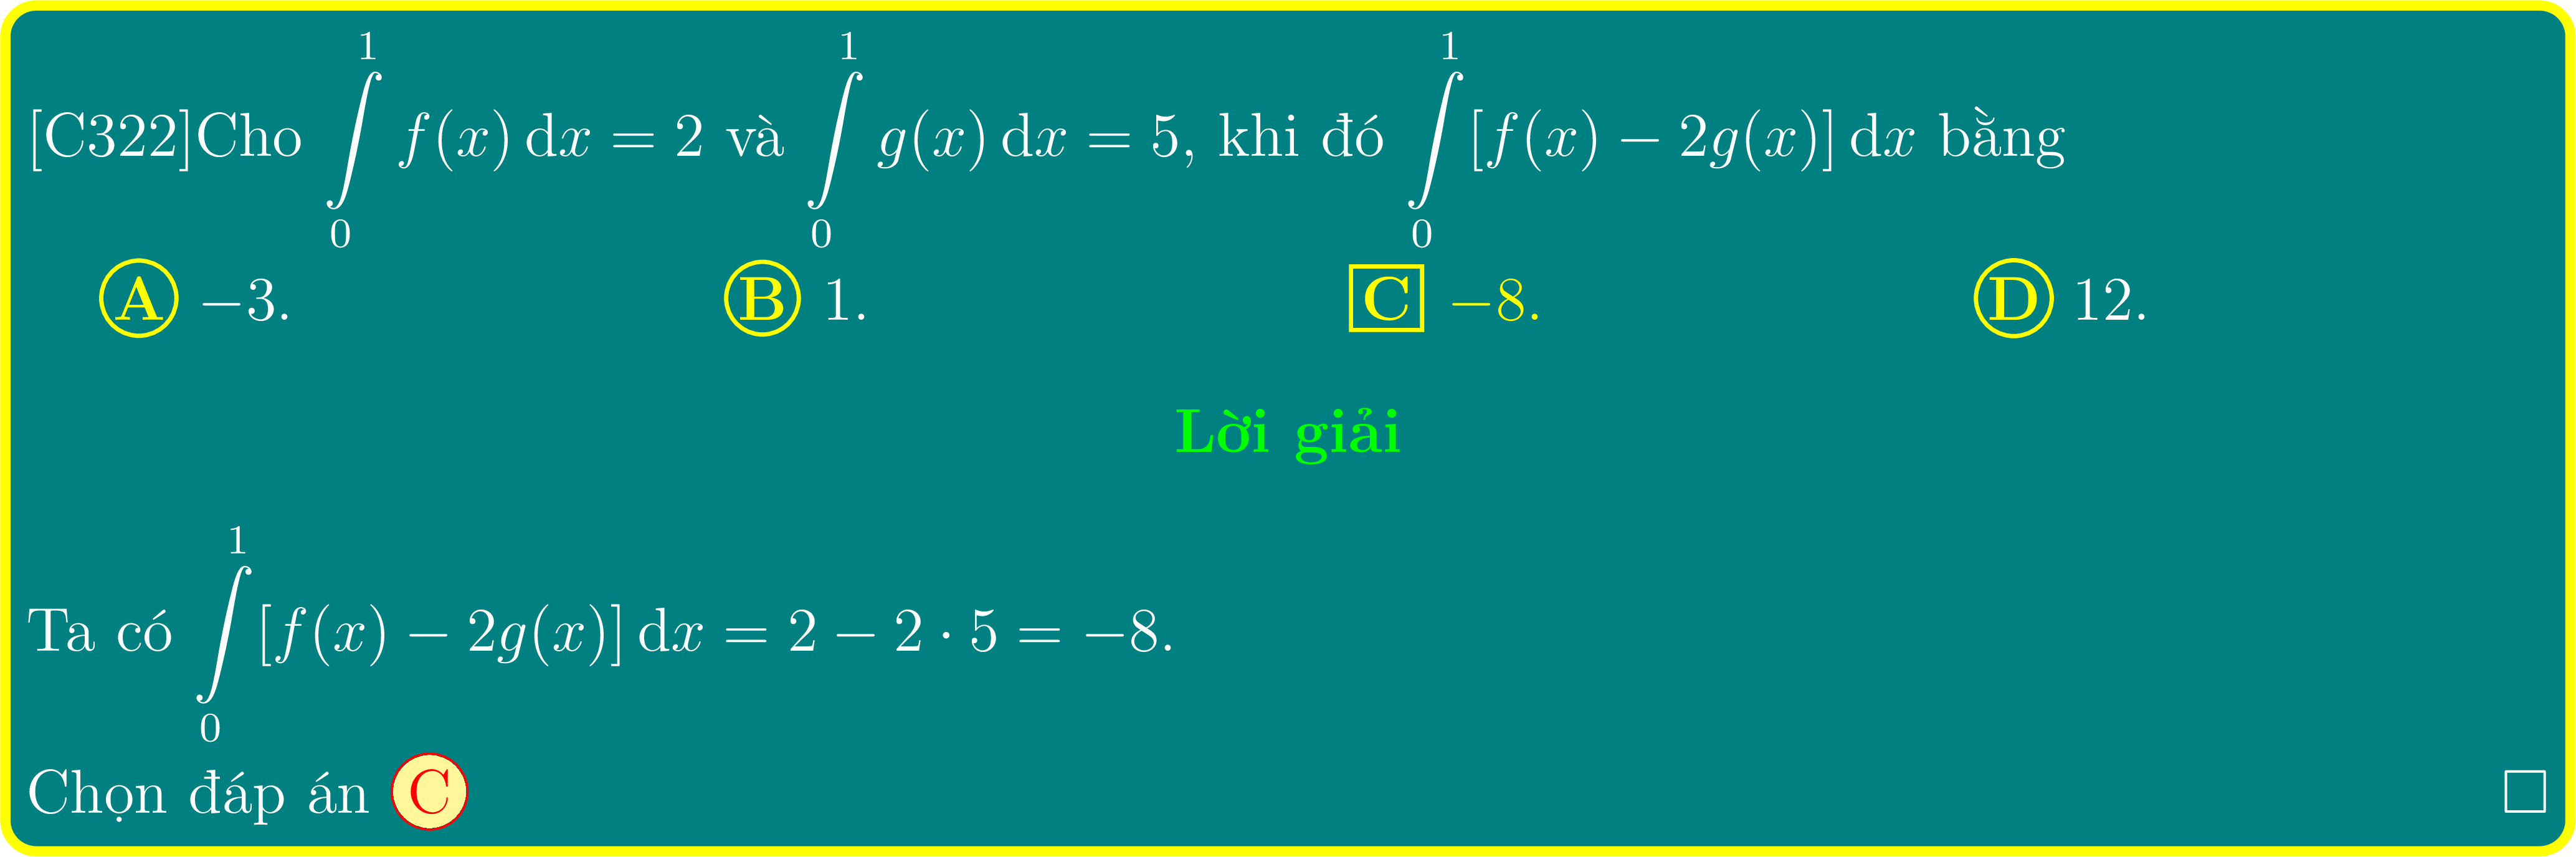 [C322]Cho $\int\limits_0^1 f(x)\,\mathrm{d}x = 2$ và $\int\limits_0^1 g(x)\,\mathrm{d}x = 5$, khi đó $\int\limits_0^1 [f(x) - 2g(x)]\,\mathrm{d}x$ bằng
A −3. B 1. C −8. D 12.
Lời giải
Ta có $\int\limits_0^1 [f(x) - 2g(x)]\,\mathrm{d}x = 2 - 2 \cdot 5 = -8$.
Chọn đáp án C □